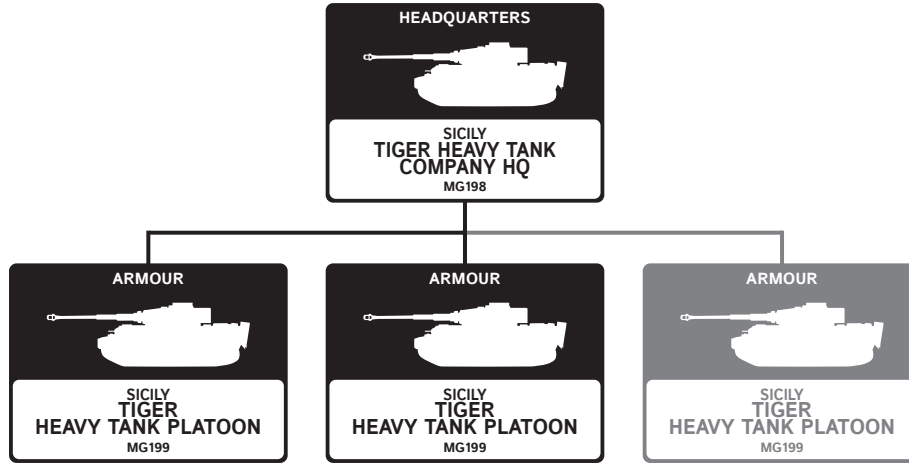 HEADQUARTERS
SICILY
TIGER HEAVY TANK
COMPANY HQ
MG198
ARMOUR
SICILY
TIGER
HEAVY TANK PLATOON
MG199
ARMOUR
SICILY
TIGER
HEAVY TANK PLATOON
MG199
ARMOUR
SICILY
TIGER
HEAVY TANK PLATOON
MG199